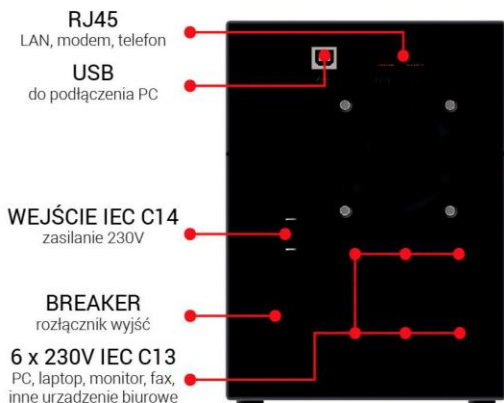 RJ45
LAN, modem, telefon
USB
do podłączenia PC
WEJŚCIE IEC C14
zasilanie 230V
BREAKER
rozłącznik wyjść
6 x 230V IEC C13
PC, laptop, monitor, fax,
inne urządzenie biurowe